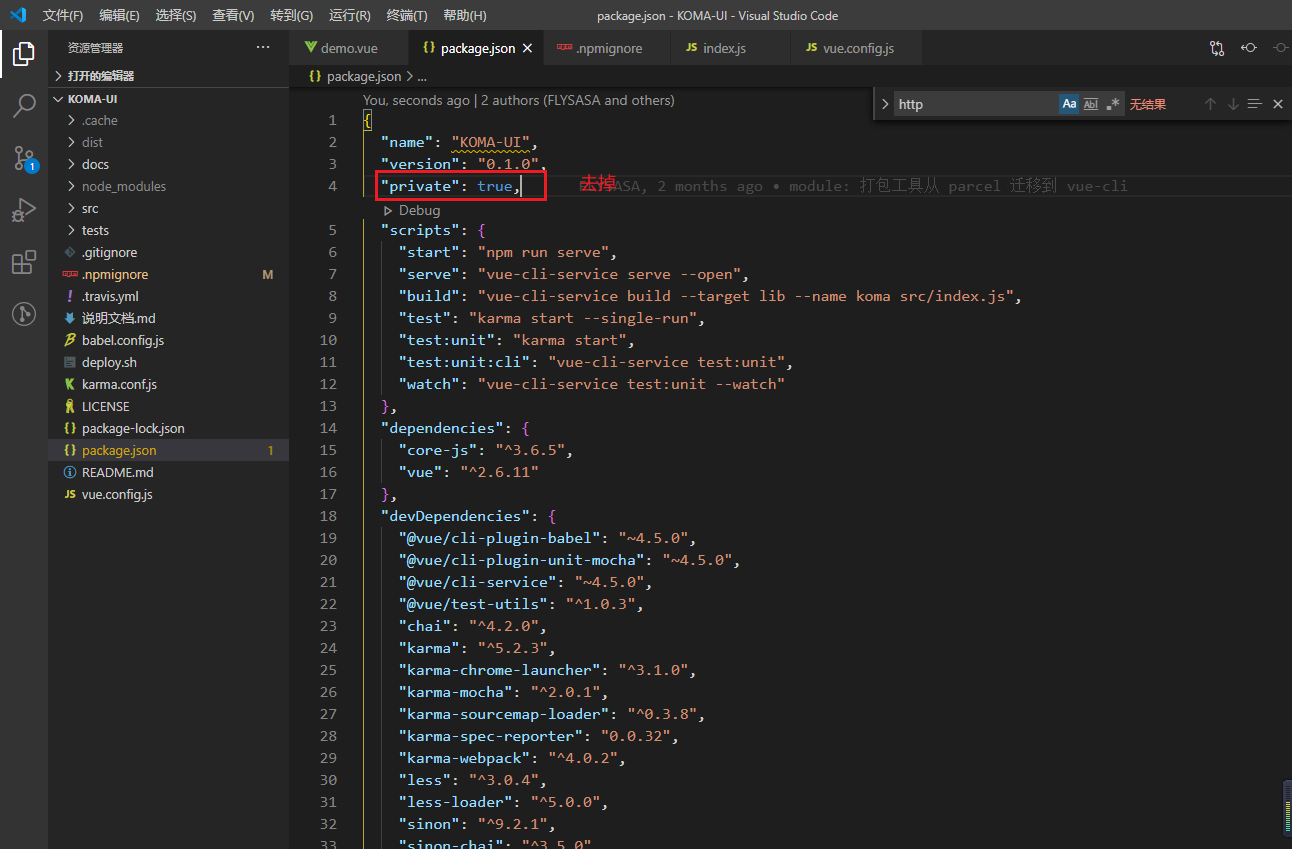 文件(F) 编辑(E) 选择(S) 查看(V) 转到(G) 运行(R) 终端(T) 帮助(H) package.json - KOMA-UI - Visual Studio Code
资源管理器 ···
demo.vue package.json .npmignore index.js vue.config.js
打开的编辑器
package.json > ...
KOMA-UI
.cache
dist
docs
node_modules
src
tests
.gitignore
.npmignore M
.travis.yml
说明文档.md
babel.config.js
deploy.sh
karma.conf.js
LICENSE
package-lock.json
package.json 1
README.md
vue.config.js
1
http Aa Abl .* 无结果
You, seconds ago | 2 authors (FLYSASA and others)
1 {
2 "name": "KOMA-UI",
3 "version": "0.1.0",
4 "private": true, 去掉 FLYSASA, 2 months ago • module: 打包工具从 parcel 迁移到 vue-cli
Debug
5 "scripts": {
6 "start": "npm run serve",
7 "serve": "vue-cli-service serve --open",
8 "build": "vue-cli-service build --target lib --name koma src/index.js",
9 "test": "karma start --single-run",
10 "test:unit": "karma start",
11 "test:unit:cli": "vue-cli-service test:unit",
12 "watch": "vue-cli-service test:unit --watch"
13 },
14 "dependencies": {
15 "core-js": "^3.6.5",
16 "vue": "^2.6.11"
17 },
18 "devDependencies": {
19 "@vue/cli-plugin-babel": "~4.5.0",
20 "@vue/cli-plugin-unit-mocha": "~4.5.0",
21 "@vue/cli-service": "~4.5.0",
22 "@vue/test-utils": "^1.0.3",
23 "chai": "^4.2.0",
24 "karma": "^5.2.3",
25 "karma-chrome-launcher": "^3.1.0",
26 "karma-mocha": "^2.0.1",
27 "karma-sourcemap-loader": "^0.3.8",
28 "karma-spec-reporter": "0.0.32",
29 "karma-webpack": "^4.0.2",
30 "less": "^3.0.4",
31 "less-loader": "^5.0.0",
32 "sinon": "^9.2.1",
33 "sinon-chai": "^3.5.0"